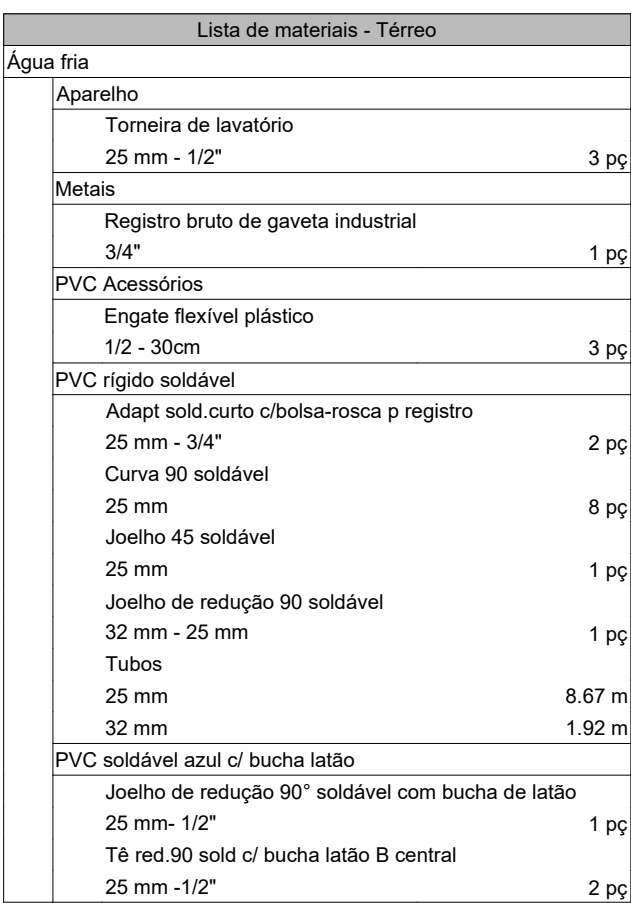 Lista de materiais - Térreo
Água fria
Aparelho
Torneira de lavatório
25 mm - 1/2" 3 pç
Metais
Registro bruto de gaveta industrial
3/4" 1 pç
PVC Acessórios
Engate flexível plástico
1/2 - 30cm 3 pç
PVC rígido soldável
Adapt sold.curto c/bolsa-rosca p registro
25 mm - 3/4" 2 pç
Curva 90 soldável
25 mm 8 pç
Joelho 45 soldável
25 mm 1 pç
Joelho de redução 90 soldável
32 mm - 25 mm 1 pç
Tubos
25 mm 8.67 m
32 mm 1.92 m
PVC soldável azul c/ bucha latão
Joelho de redução 90° soldável com bucha de latão
25 mm- 1/2" 1 pç
Tê red.90 sold c/ bucha latão B central
25 mm -1/2" 2 pç